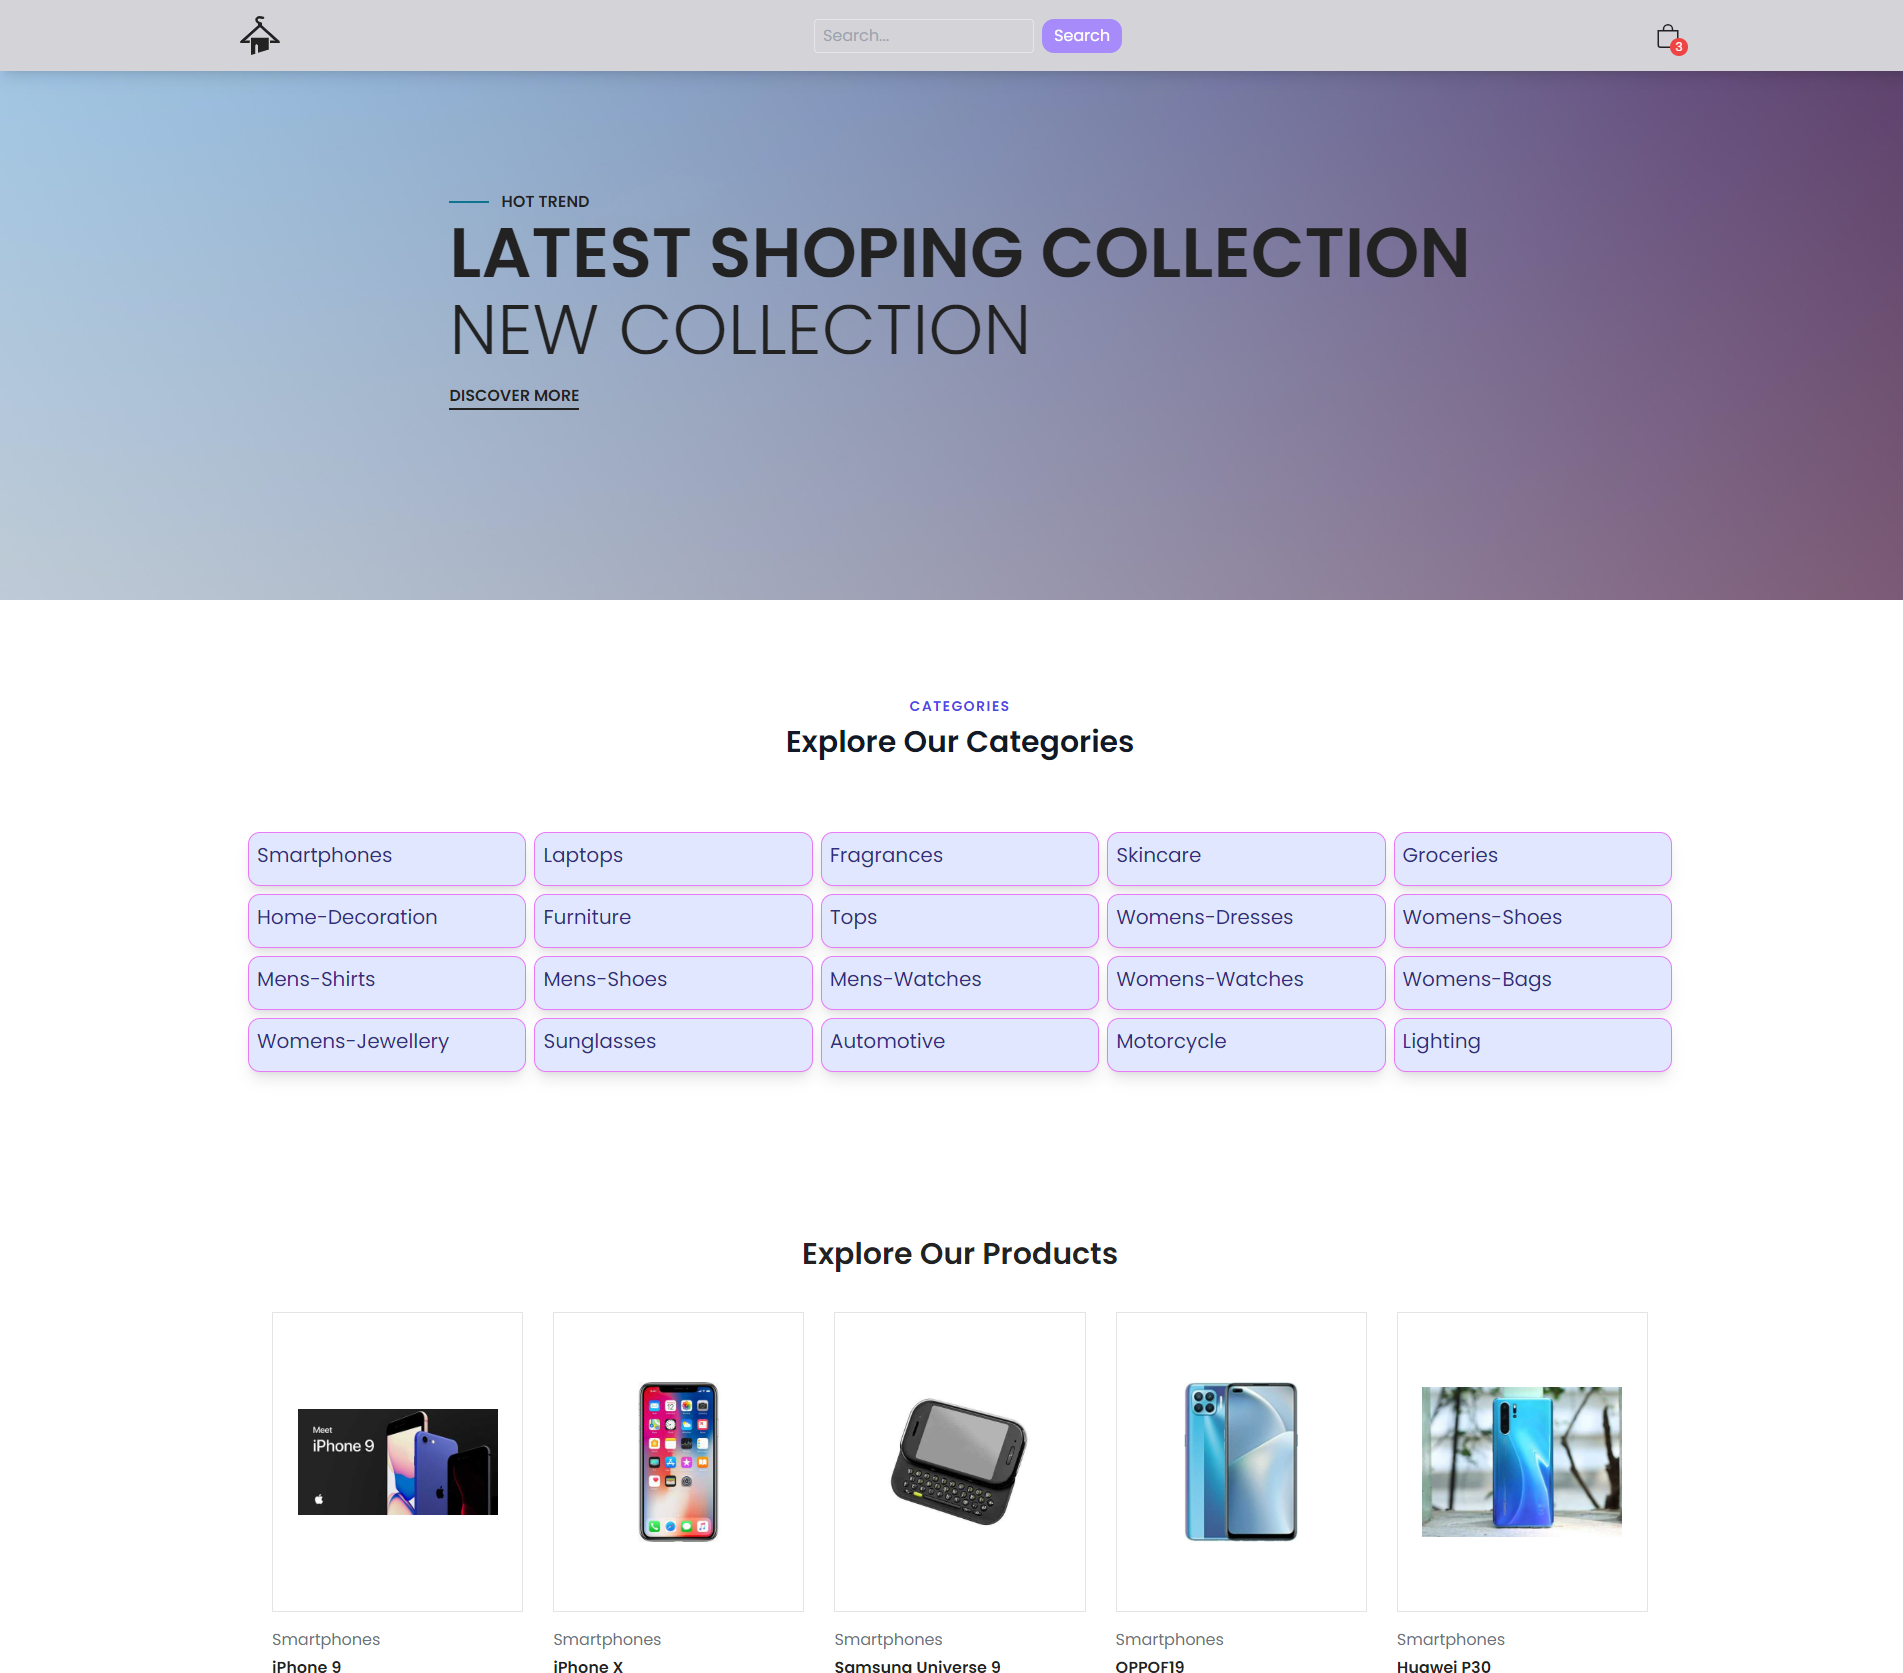 Search...
Search
3
HOT TREND
LATEST SHOPING COLLECTION
NEW COLLECTION
DISCOVER MORE
CATEGORIES
Explore Our Categories
Smartphones
Laptops
Fragrances
Skincare
Groceries
Home-Decoration
Furniture
Tops
Womens-Dresses
Womens-Shoes
Mens-Shirts
Mens-Shoes
Mens-Watches
Womens-Watches
Womens-Bags
Womens-Jewellery
Sunglasses
Automotive
Motorcycle
Lighting
Explore Our Products
Meet
iPhone 9
Smartphones
iPhone 9
Smartphones
iPhone X
Smartphones
Samsung Universe 9
Smartphones
OPPOF19
Smartphones
Huawei P30